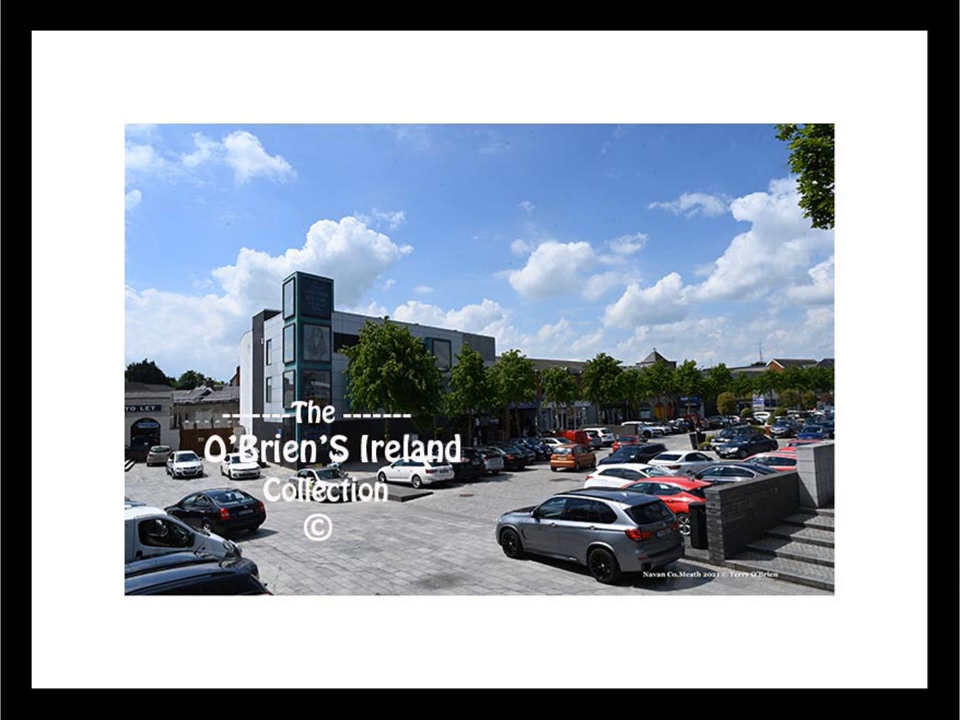 TO LET
-------The -------
O'Brien'S Ireland
Collection
©
Navan Co.Meath 2021 © Terry O'Brien